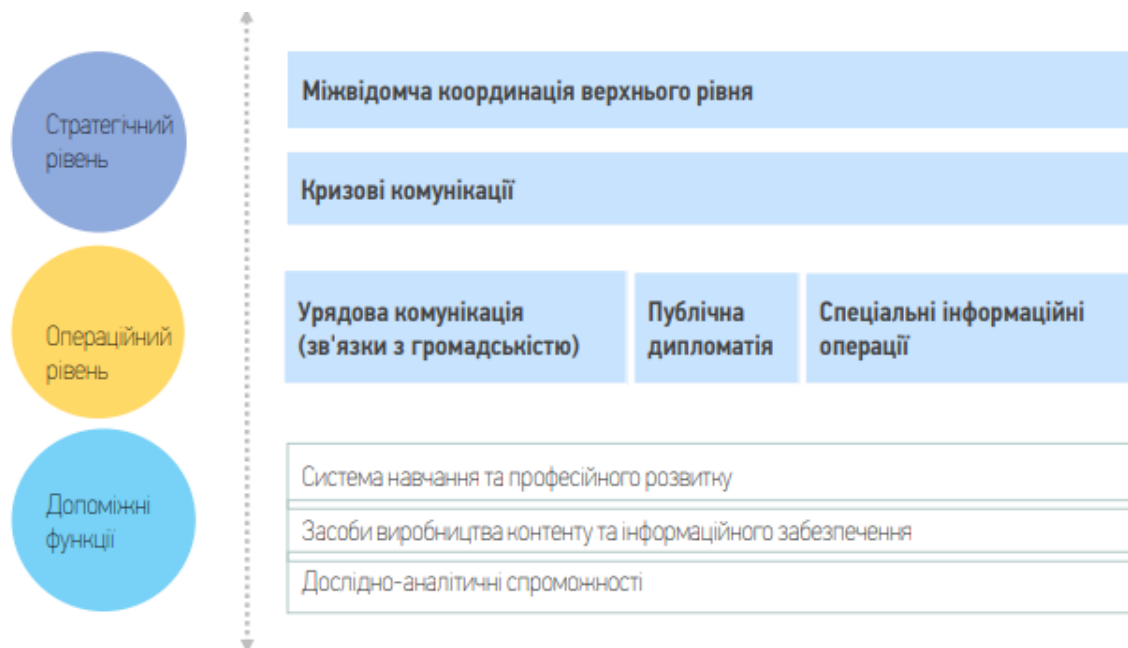 Стратегічний
рівень
Міжвідомча координація верхнього рівня
Кризові комунікації
Операційний
рівень
Урядова комунікація
(зв'язки з громадськістю)
Публічна
дипломатія
Спеціальні інформаційні
операції
Допоміжні
функції
Система навчання та професійного розвитку
Засоби виробництва контенту та інформаційного забезпечення
Дослідно-аналітичні спроможності